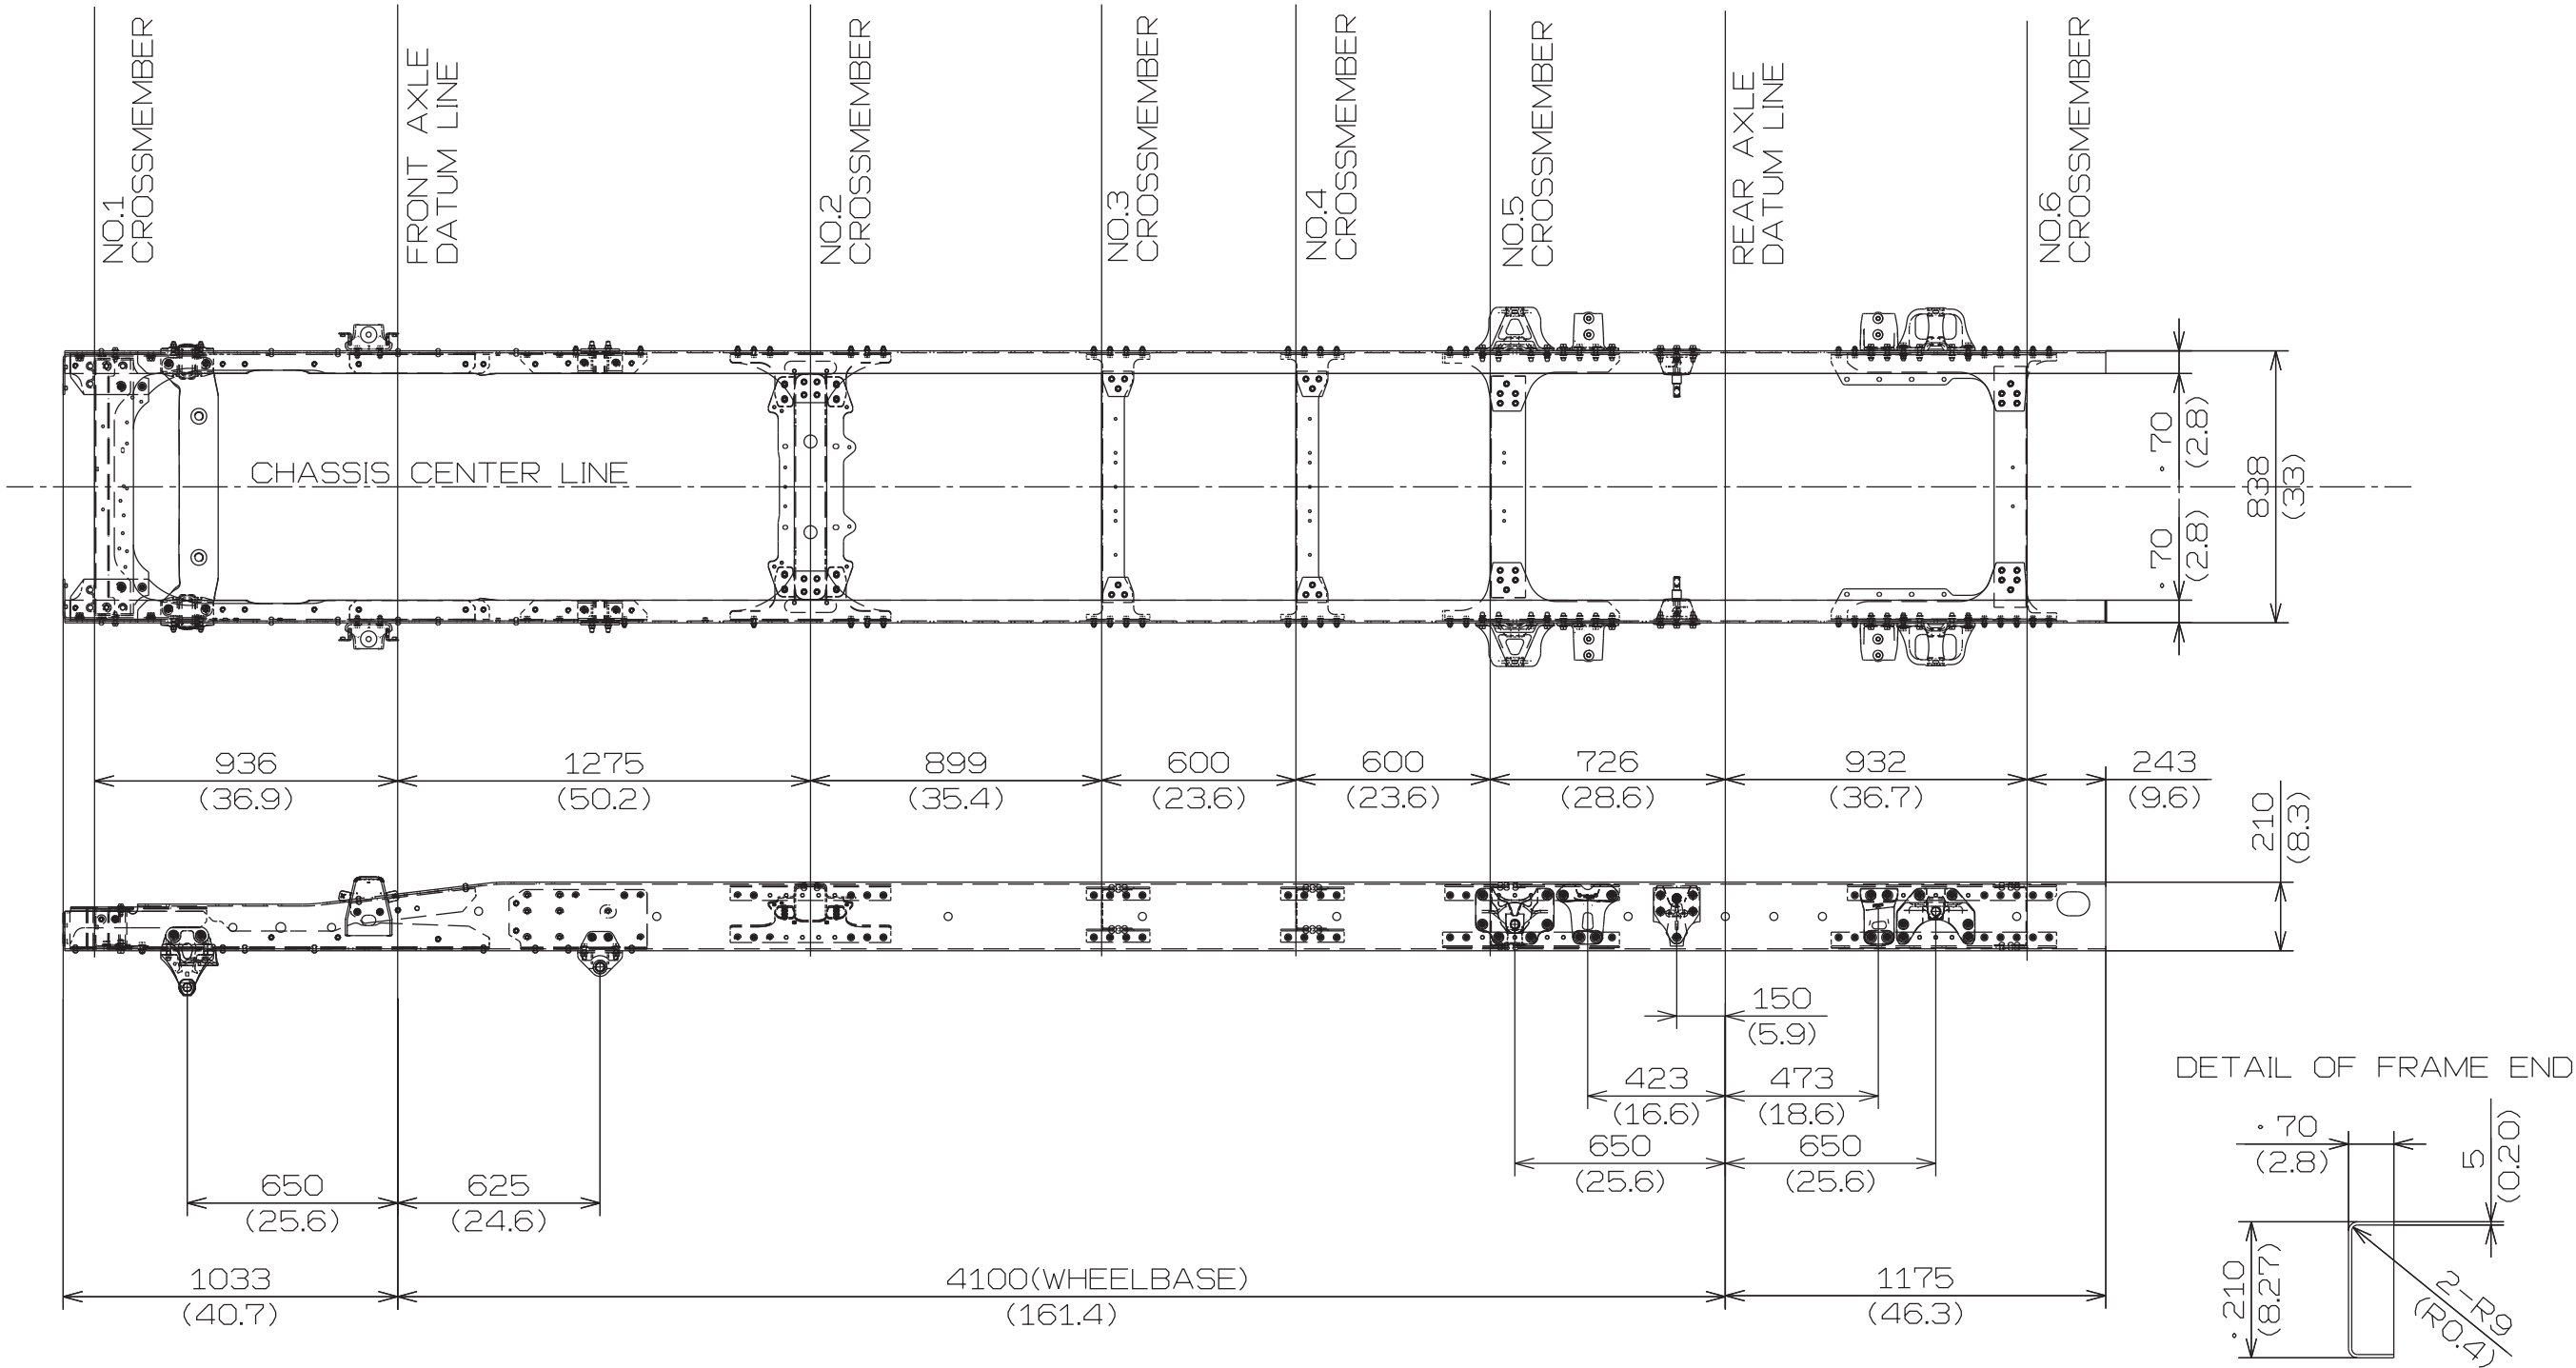 NO.1
CROSSMEMBER
FRONT AXLE
DATUM LINE
NO.2
CROSSMEMBER
NO.3
CROSSMEMBER
NO.4
CROSSMEMBER
NO.5
CROSSMEMBER
REAR AXLE
DATUM LINE
NO.6
CROSSMEMBER
CHASSIS CENTER LINE
70
(2.8)
838
(33)
70
(2.8)
936
(36.9)
1275
(50.2)
899
(35.4)
600
(23.6)
600
(23.6)
726
(28.6)
932
(36.7)
243
(9.6)
210
(8.3)
150
(5.9)
423
(16.6)
473
(18.6)
650
(25.6)
650
(25.6)
650
(25.6)
625
(24.6)
1033
(40.7)
4100(WHEELBASE)
(161.4)
1175
(46.3)
DETAIL OF FRAME END
70
(2.8)
5
(0.20)
210
(8.27)
2-R9
(R0.4)